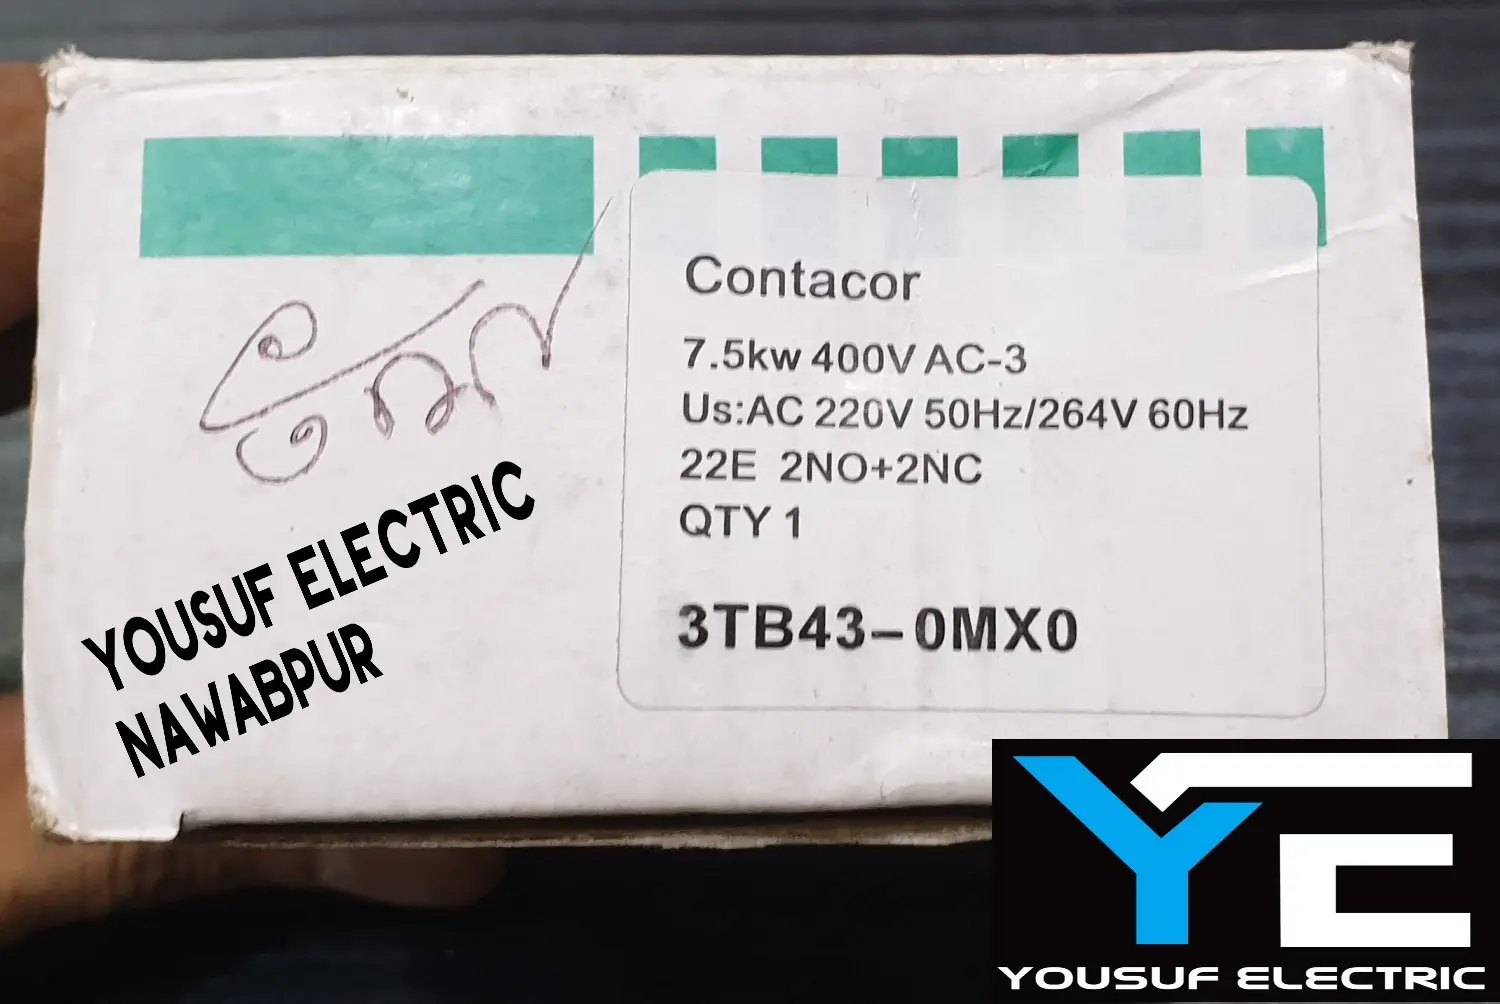 Contacor
7.5kw 400V AC-3
Us:AC 220V 50Hz/264V 60Hz
22E 2NO+2NC
QTY 1
3TB43-0MX0
YOUSUF ELECTRIC
NAWABPUR
YE
YOUSUF ELECTRIC